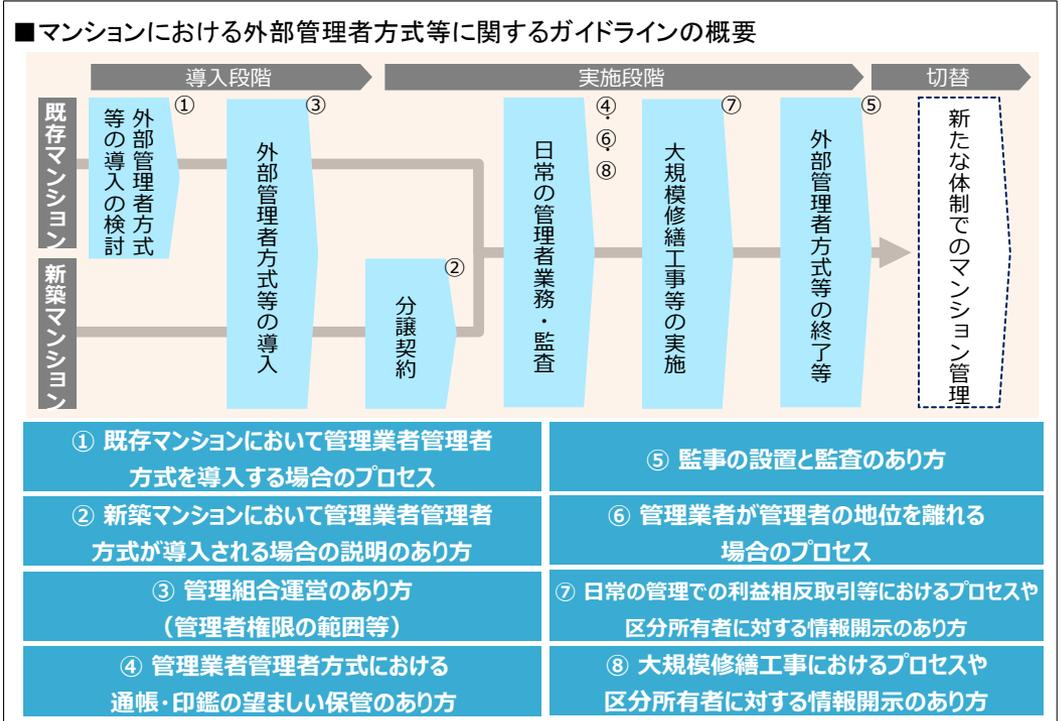 ■マンションにおける外部管理者方式等に関するガイドラインの概要
導入段階
実施段階
切替
既存マンション
新築マンション
①
外部管理者方式
等の導入の検討
③
外部管理者方式等の導入
②
分譲契約
④・⑥・⑧
日常の管理者業務・監査
⑦
大規模修繕工事等の実施
⑤
外部管理者方式等の終了等
新たな体制でのマンション管理
① 既存マンションにおいて管理業者管理者
方式を導入する場合のプロセス
② 新築マンションにおいて管理業者管理者
方式が導入される場合の説明のあり方
③ 管理組合運営のあり方
（管理者権限の範囲等）
④ 管理業者管理者方式における
通帳・印鑑の望ましい保管のあり方
⑤ 監事の設置と監査のあり方
⑥ 管理業者が管理者の地位を離れる
場合のプロセス
⑦ 日常の管理での利益相反取引等におけるプロセスや
区分所有者に対する情報開示のあり方
⑧ 大規模修繕工事におけるプロセスや
区分所有者に対する情報開示のあり方